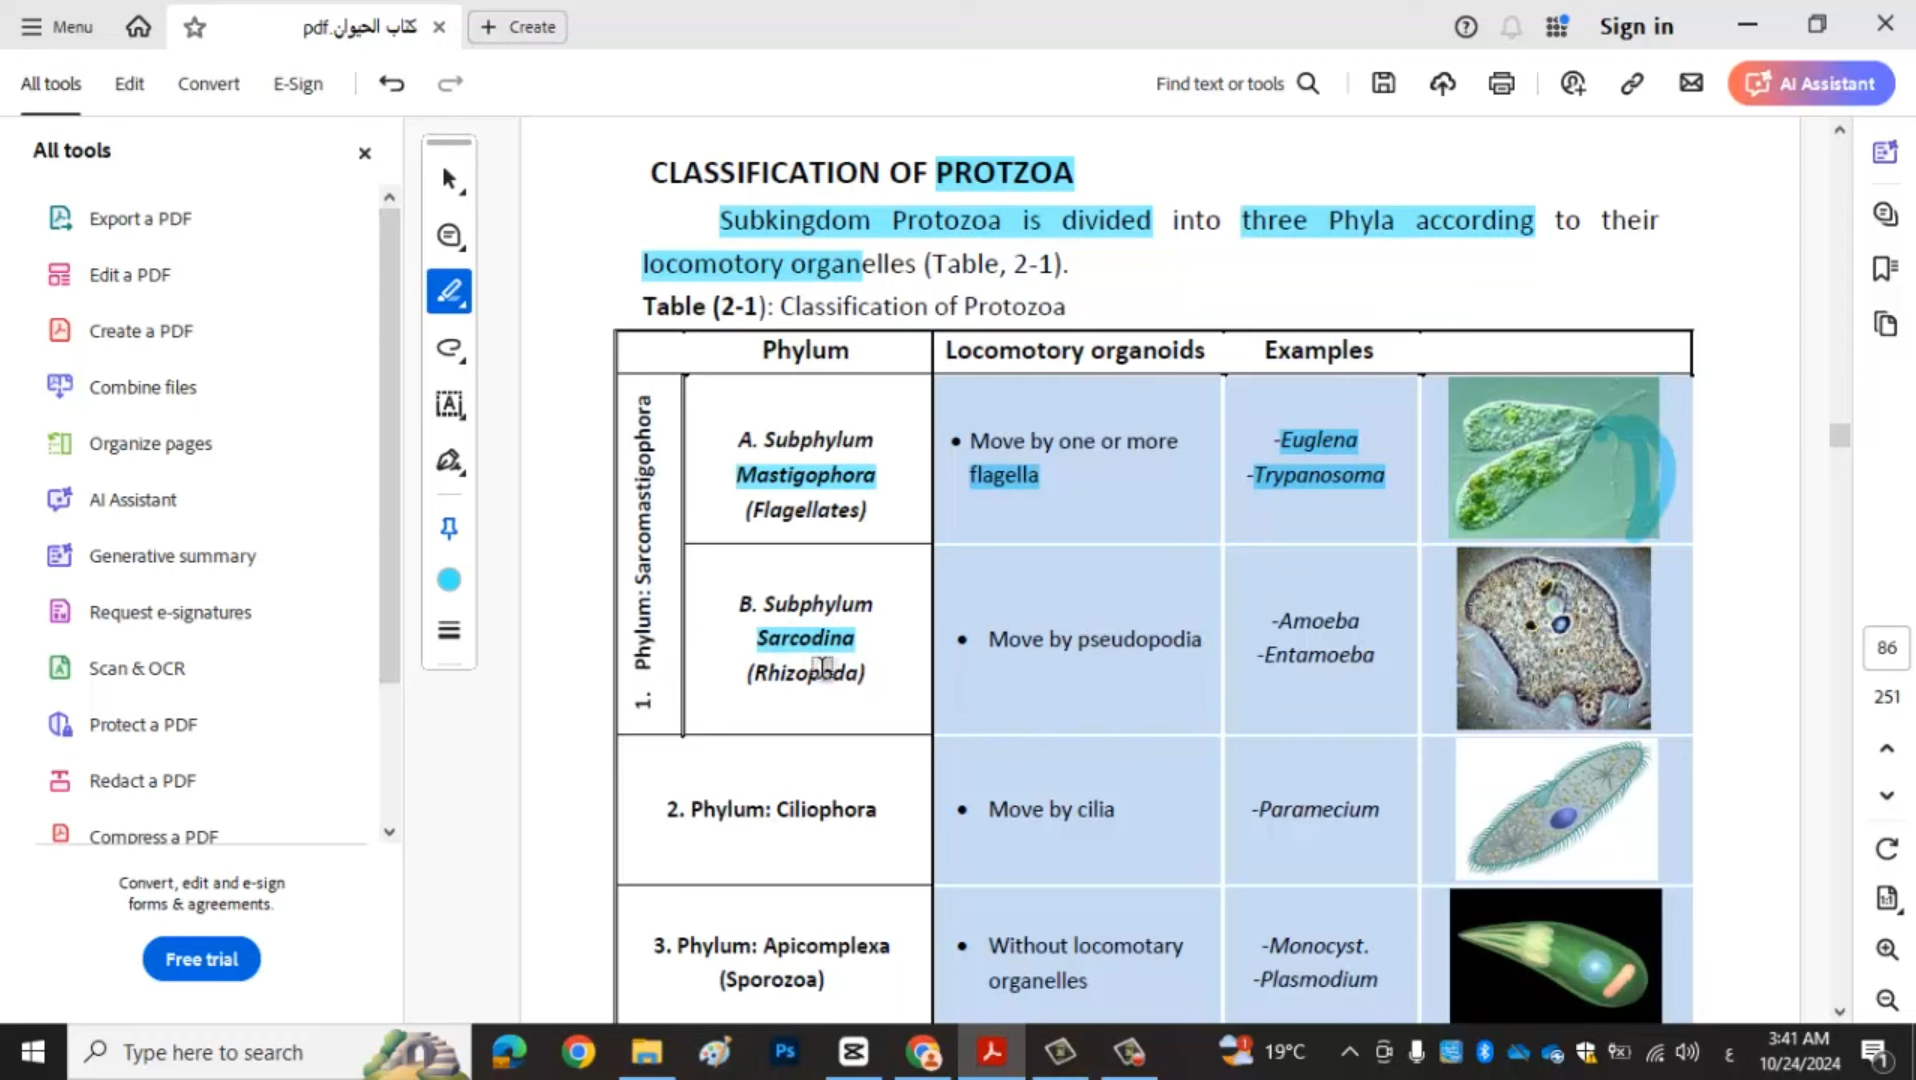 Menu
كتاب الحيوان.pdf
Create
Sign in
All tools
Edit
Convert
E-Sign
Find text or tools
AI Assistant
All tools
Export a PDF
Edit a PDF
Create a PDF
Combine files
Organize pages
AI Assistant
Generative summary
Request e-signatures
Scan & OCR
Protect a PDF
Redact a PDF
Compress a PDF
Convert, edit and e-sign
forms & agreements.
Free trial
CLASSIFICATION OF PROTZOA
Subkingdom Protozoa is divided into three Phyla according to their
locomotory organelles (Table, 2-1).
Table (2-1): Classification of Protozoa
Phylum
Locomotory organoids
Examples
1. Phylum: Sarcomastigophora
A. Subphylum
Mastigophora
(Flagellates)
• Move by one or more
flagella
-Euglena
-Trypanosoma
B. Subphylum
Sarcodina
(Rhizopoda)
• Move by pseudopodia
-Amoeba
-Entamoeba
2. Phylum: Ciliophora
• Move by cilia
-Paramecium
3. Phylum: Apicomplexa
(Sporozoa)
• Without locomotary
organelles
-Monocyst.
-Plasmodium
86
251
Type here to search
Ps
19°C
ع
3:41 AM
10/24/2024
1